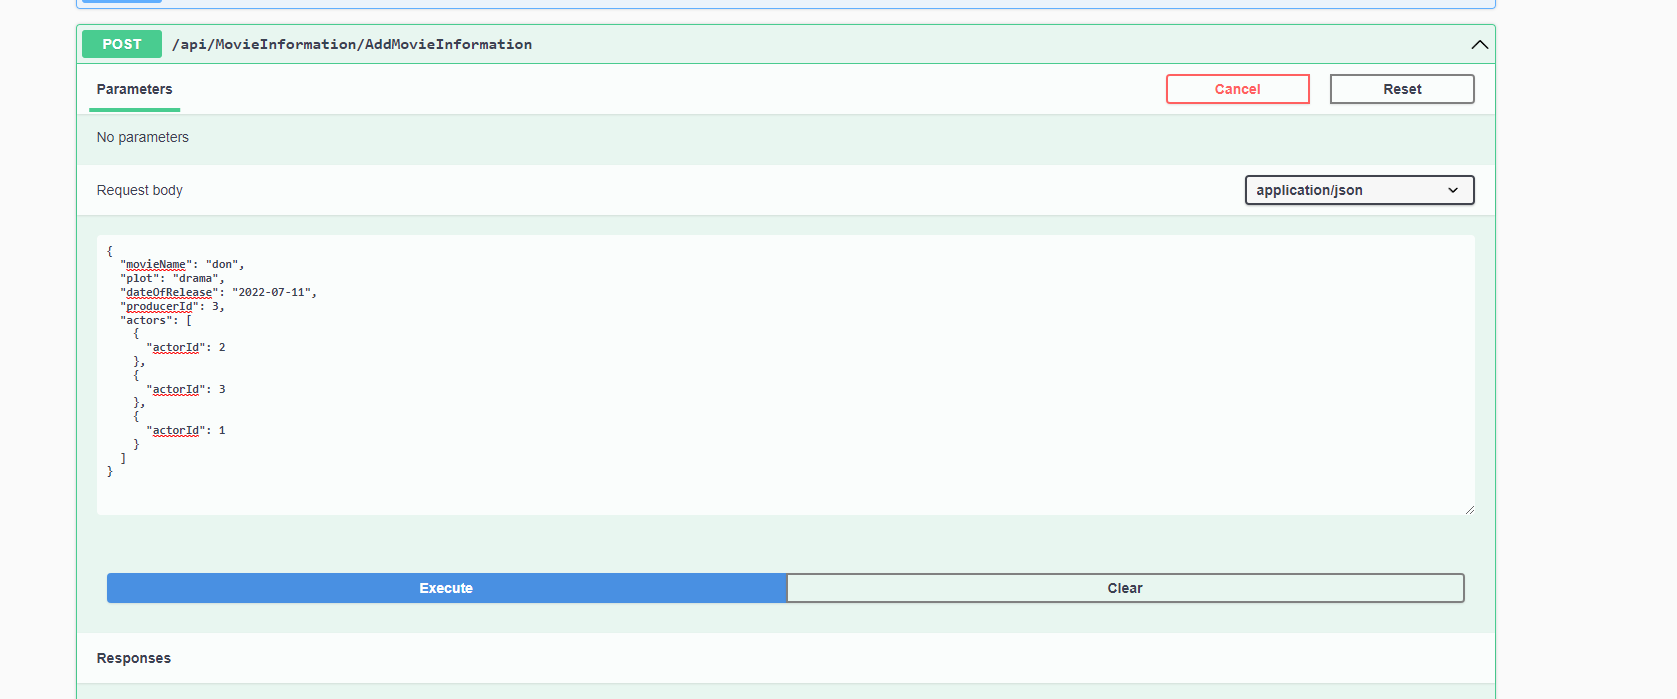 POST /api/MovieInformation/AddMovieInformation
Parameters
Cancel
Reset
No parameters
Request body
application/json
{
  "movieName": "don",
  "plot": "drama",
  "dateOfRelease": "2022-07-11",
  "producerId": 3,
  "actors": [
    {
      "actorId": 2
    },
    {
      "actorId": 3
    },
    {
      "actorId": 1
    }
  ]
}
Execute
Clear
Responses